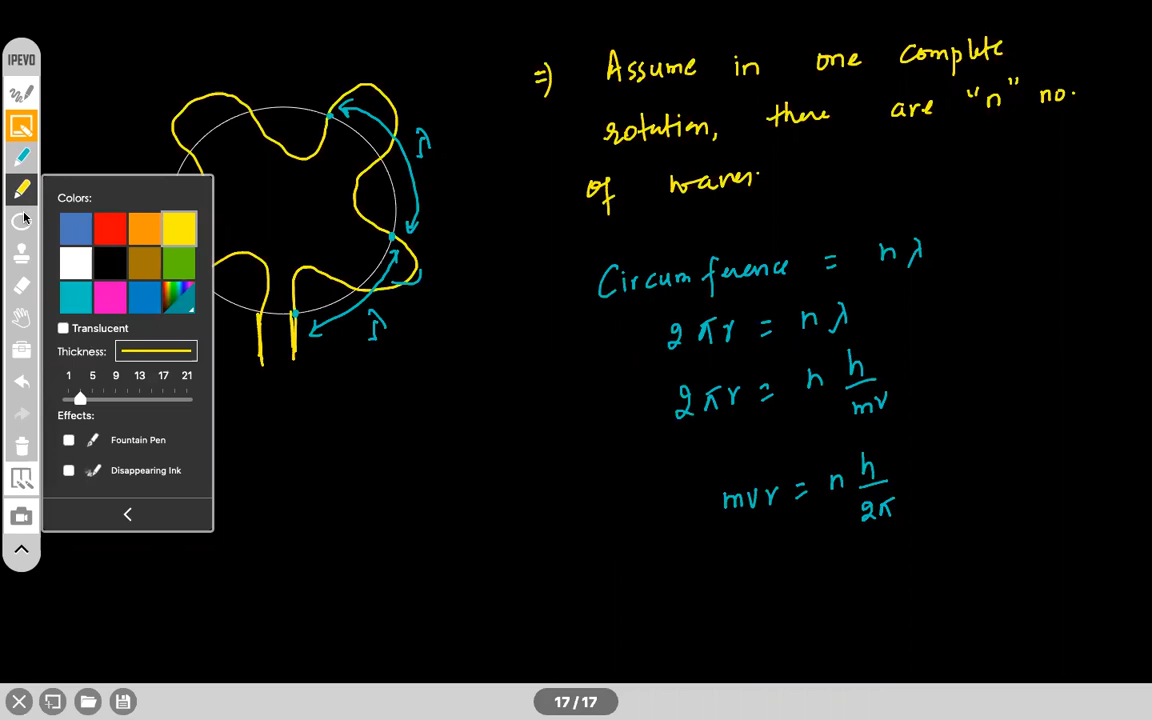 IPEVO
⇒ Assume in one complete
rotation, there are "n" no.
of waves.
λ
λ
Circumference = nλ
2πr = nλ
2πr = n h/mv
mvr = n h/2π
Colors:
Translucent
Thickness:
1 5 9 13 17 21
Effects:
Fountain Pen
Disappearing Ink
17/17